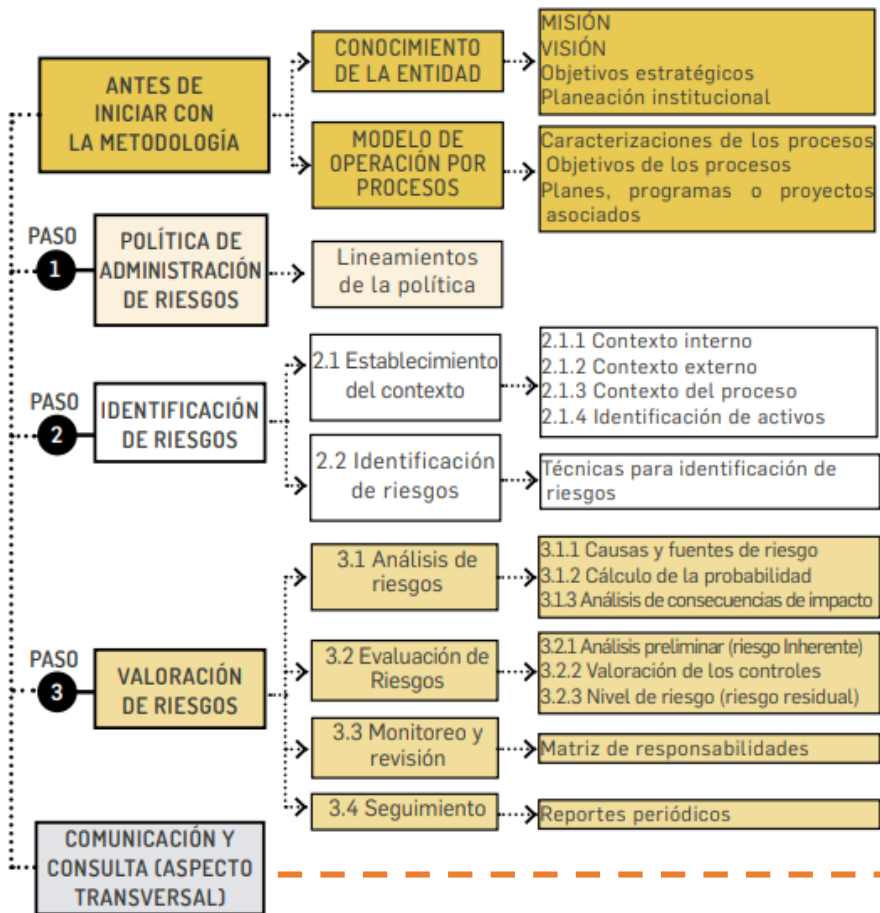 ANTES DE
INICIAR CON
LA METODOLOGÍA
CONOCIMIENTO
DE LA ENTIDAD
MISIÓN
VISIÓN
Objetivos estratégicos
Planeación institucional
MODELO DE
OPERACIÓN POR
PROCESOS
Caracterizaciones de los procesos
Objetivos de los procesos
Planes, programas o proyectos
asociados
PASO
1
POLÍTICA DE
ADMINISTRACIÓN
DE RIESGOS
Lineamientos
de la política
PASO
2
IDENTIFICACIÓN
DE RIESGOS
2.1 Establecimiento
del contexto
2.1.1 Contexto interno
2.1.2 Contexto externo
2.1.3 Contexto del proceso
2.1.4 Identificación de activos
2.2 Identificación
de riesgos
Técnicas para identificación de
riesgos
PASO
3
VALORACIÓN
DE RIESGOS
3.1 Análisis de
riesgos
3.1.1 Causas y fuentes de riesgo
3.1.2 Cálculo de la probabilidad
3.1.3 Análisis de consecuencias de impacto
3.2 Evaluación de
Riesgos
3.2.1 Análisis preliminar (riesgo Inherente)
3.2.2 Valoración de los controles
3.2.3 Nivel de riesgo (riesgo residual)
3.3 Monitoreo y
revisión
Matriz de responsabilidades
3.4 Seguimiento
Reportes periódicos
COMUNICACIÓN Y
CONSULTA (ASPECTO
TRANSVERSAL)